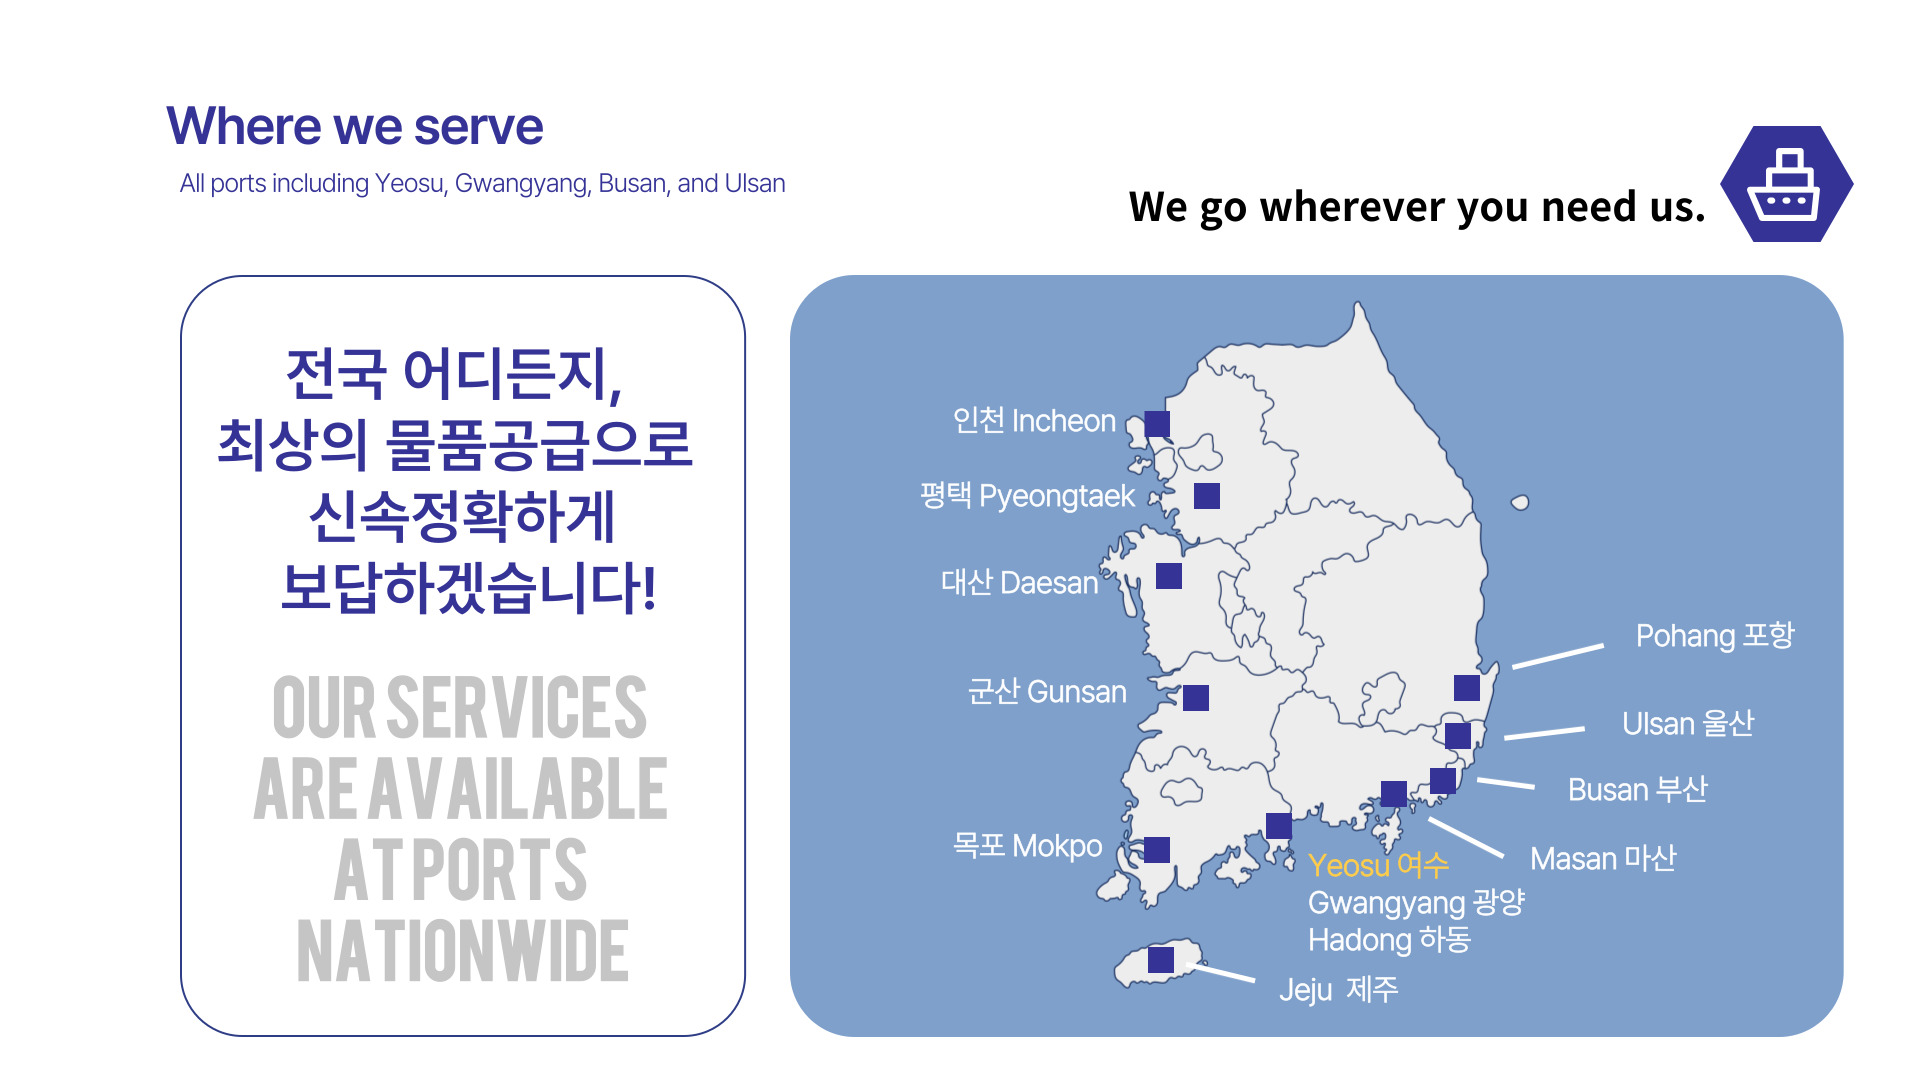 Where we serve
All ports including Yeosu, Gwangyang, Busan, and Ulsan
We go wherever you need us.
전국 어디든지,
최상의 물품공급으로
신속정확하게
보답하겠습니다!
OUR SERVICES
ARE AVAILABLE
AT PORTS
NATIONWIDE
인천 Incheon
평택 Pyeongtaek
대산 Daesan
군산 Gunsan
목포 Mokpo
Pohang 포항
Ulsan 울산
Busan 부산
Masan 마산
Yeosu 여수
Gwangyang 광양
Hadong 하동
Jeju 제주